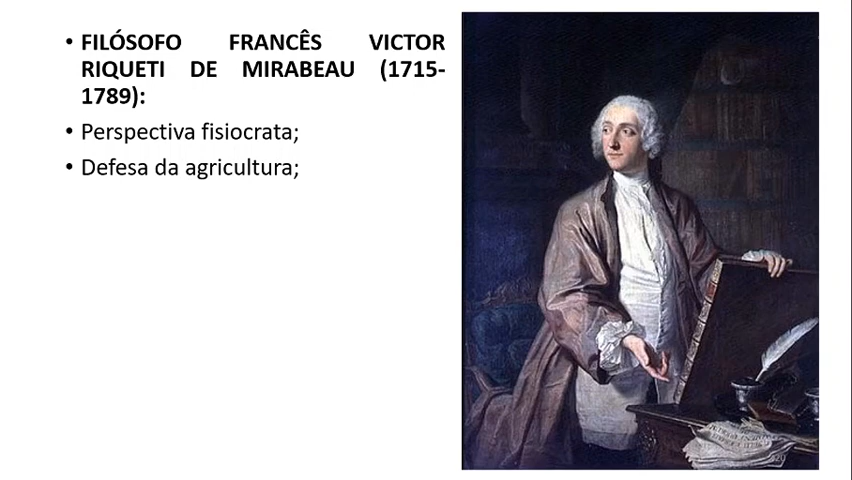 • FILÓSOFO FRANCÊS VICTOR
RIQUETI DE MIRABEAU (1715-
1789):
• Perspectiva fisiocrata;
• Defesa da agricultura;